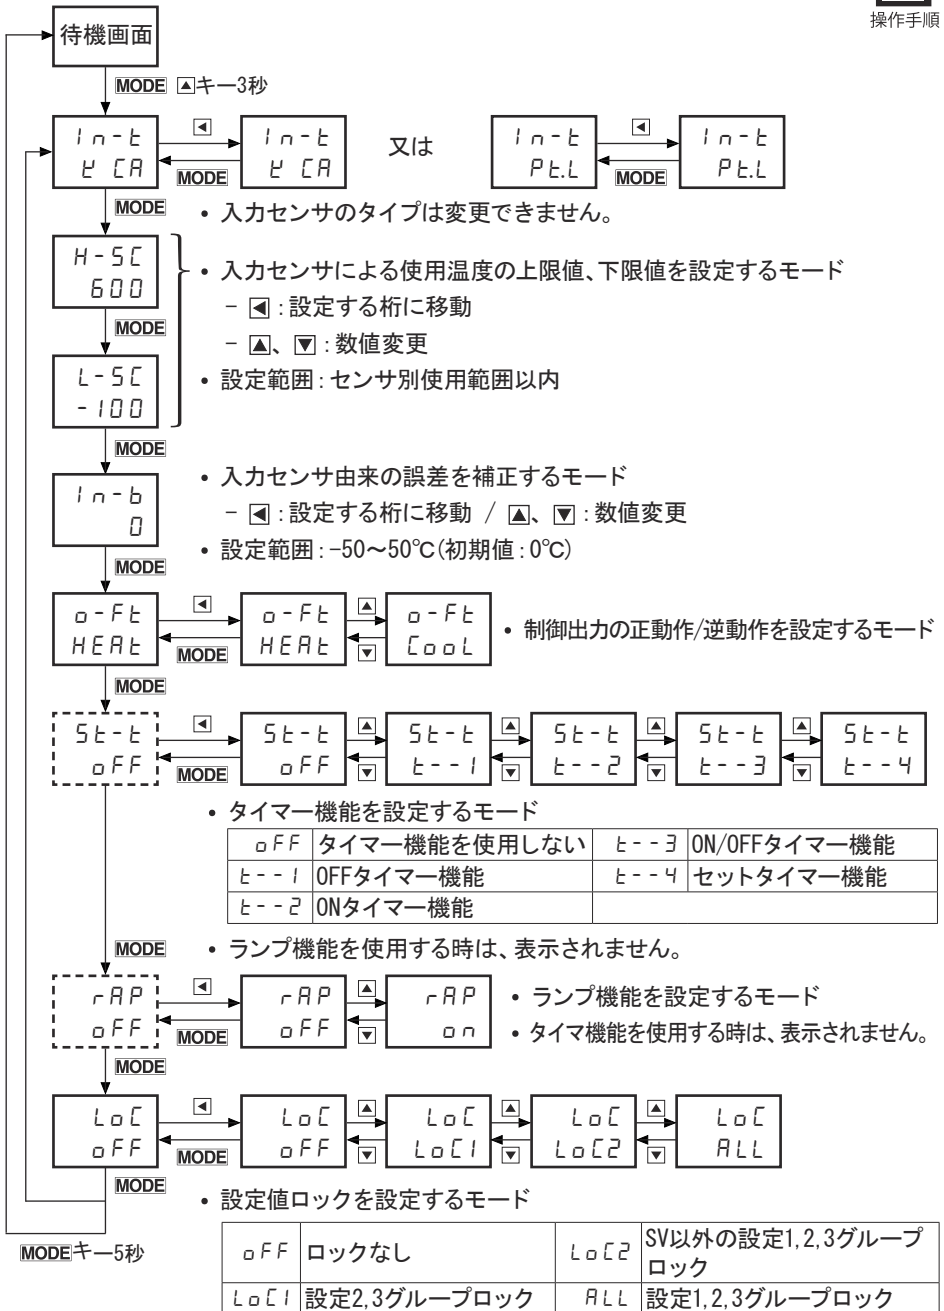 操作手順
待機画面
MODE ▲キー3秒
In-t
K CA
◀
MODE
In-t
K CA
又は
In-t
Pt.L
◀
MODE
In-t
Pt.L
MODE
• 入力センサのタイプは変更できません。
H-SC
600
MODE
L-SC
-100
• 入力センサによる使用温度の上限値、下限値を設定するモード
− ◀ : 設定する桁に移動
− ▲、▼ : 数値変更
• 設定範囲 : センサ別使用範囲以内
MODE
In-b
0
• 入力センサ由来の誤差を補正するモード
− ◀ : 設定する桁に移動 / ▲、▼ : 数値変更
• 設定範囲 : -50～50℃(初期値 : 0℃)
MODE
o-Ft
HEAt
◀
MODE
o-Ft
HEAt
▲
▼
o-Ft
CooL
• 制御出力の正動作/逆動作を設定するモード
MODE
St-t
oFF
◀
MODE
St-t
oFF
▲
▼
St-t
t--1
▲
▼
St-t
t--2
▲
▼
St-t
t--3
▲
▼
St-t
t--4
• タイマー機能を設定するモード
oFF タイマー機能を使用しない t--3 ON/OFFタイマー機能
t--1 OFFタイマー機能 t--4 セットタイマー機能
t--2 ONタイマー機能
MODE
• ランプ機能を使用する時は、表示されません。
rAP
oFF
◀
MODE
rAP
oFF
▲
▼
rAP
on
• ランプ機能を設定するモード
• タイマ機能を使用する時は、表示されません。
MODE
LoC
oFF
◀
MODE
LoC
oFF
▲
▼
LoC
LoC1
▲
▼
LoC
LoC2
▲
▼
LoC
ALL
MODE
• 設定値ロックを設定するモード
MODEキー5秒
oFF ロックなし LoC2 SV以外の設定1,2,3グループ
ロック
LoC1 設定2,3グループロック ALL 設定1,2,3グループロック